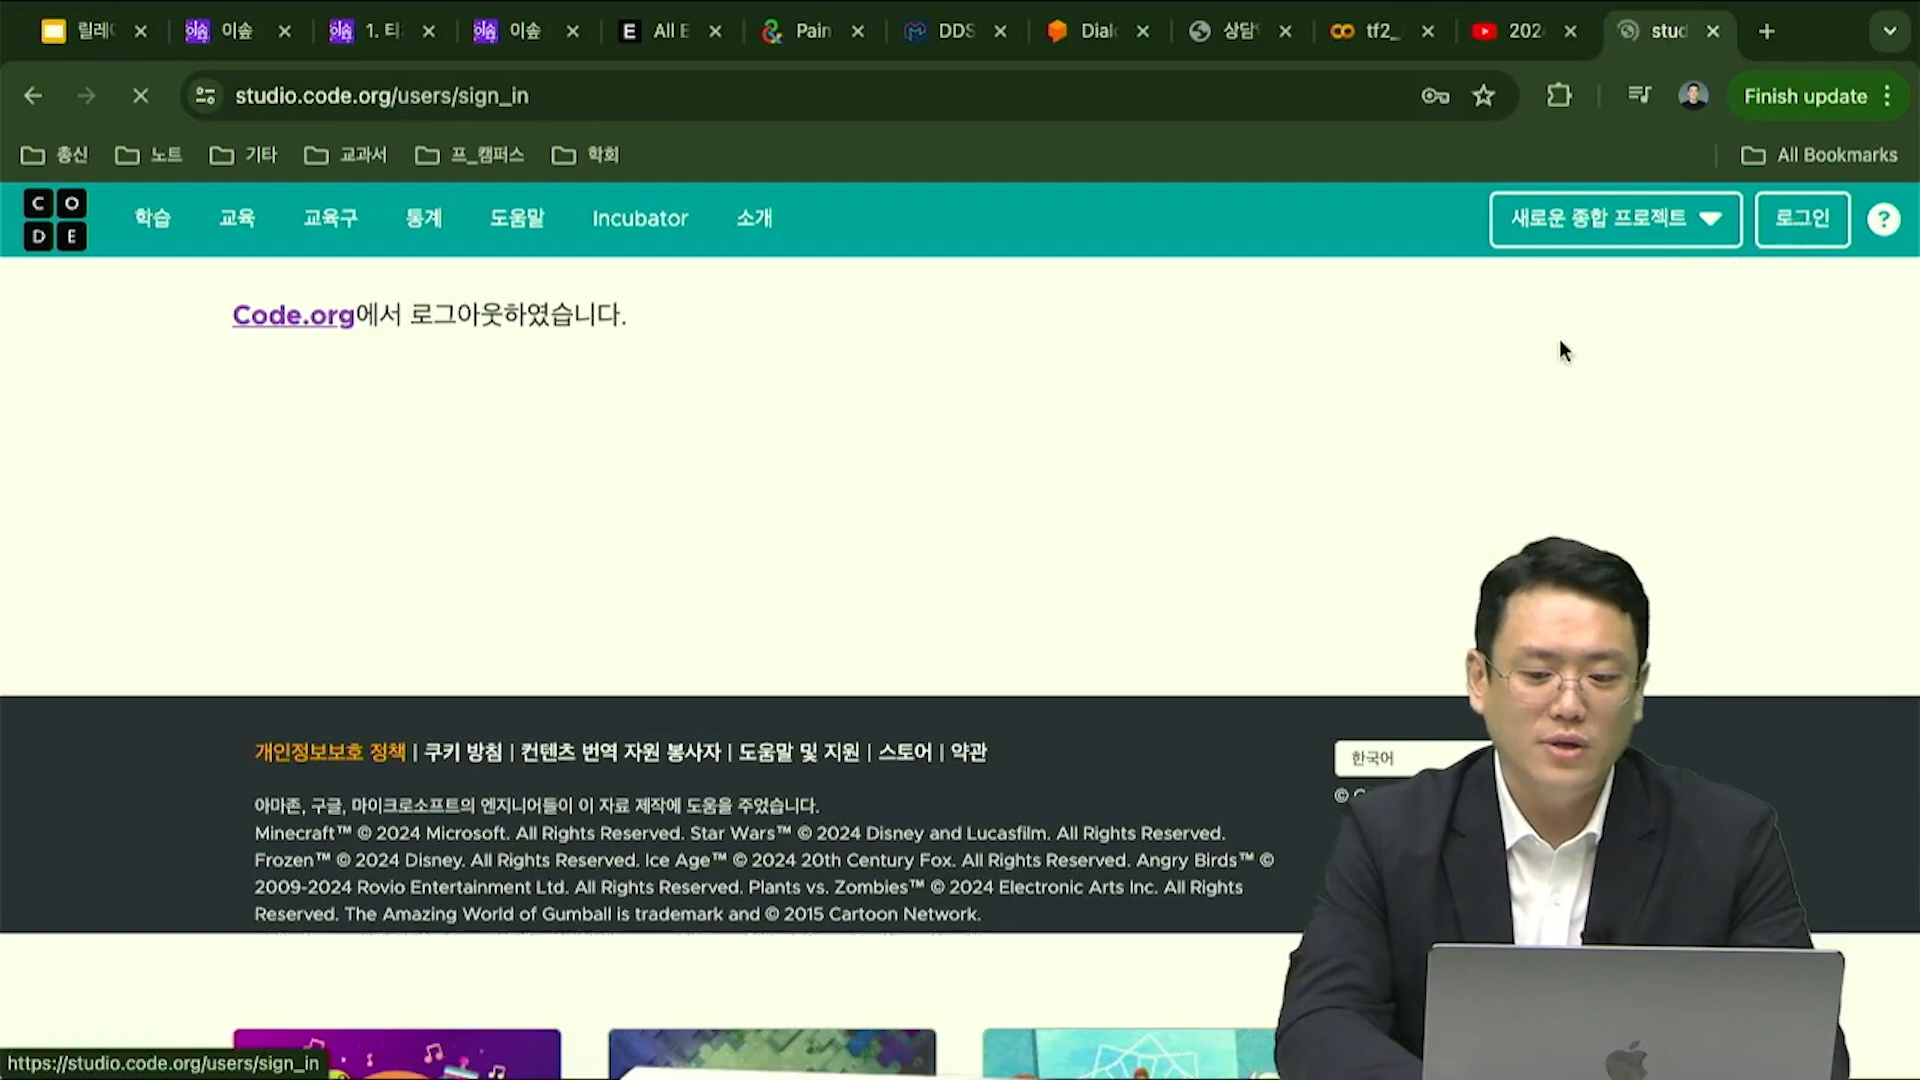 릴레
이솦
1. 티
이솦
All E
Pain
DDS
Dial
상담
tf2_
202
stud
studio.code.org/users/sign_in
Finish update
총신
노트
기타
교과서
프_캠퍼스
학회
All Bookmarks
CODE
학습
교육
교육구
통계
도움말
Incubator
소개
새로운 종합 프로젝트
로그인
?
Code.org에서 로그아웃하였습니다.
개인정보보호 정책 | 쿠키 방침 | 컨텐츠 번역 자원 봉사자 | 도움말 및 지원 | 스토어 | 약관
한국어
아마존, 구글, 마이크로소프트의 엔지니어들이 이 자료 제작에 도움을 주었습니다.
Minecraft™ © 2024 Microsoft. All Rights Reserved. Star Wars™ © 2024 Disney and Lucasfilm. All Rights Reserved.
Frozen™ © 2024 Disney. All Rights Reserved. Ice Age™ © 2024 20th Century Fox. All Rights Reserved. Angry Birds™ ©
2009-2024 Rovio Entertainment Ltd. All Rights Reserved. Plants vs. Zombies™ © 2024 Electronic Arts Inc. All Rights
Reserved. The Amazing World of Gumball is trademark and © 2015 Cartoon Network.
https://studio.code.org/users/sign_in